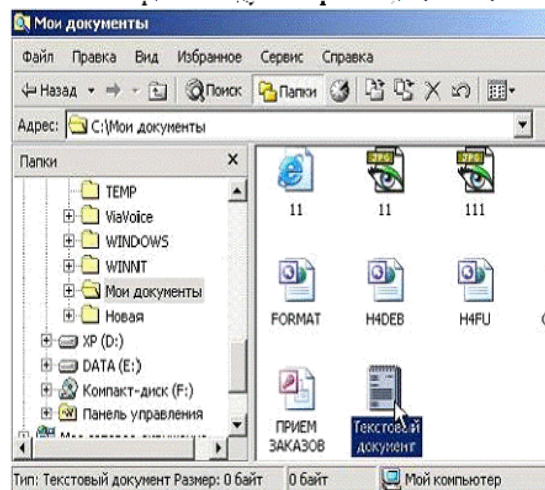 Мои документы
Файл Правка Вид Избранное Сервис Справка
Назад Поиск Папки
Адрес: C:\Мои документы
Папки
TEMP
ViaVoice
WINDOWS
WINNT
Мои документы
Новая
XP (D:)
DATA (E:)
Компакт-диск (F:)
Панель управления
JPG JPG
11 11 111
FORMAT H4DEB H4FU
ПРИЕМ ЗАКАЗОВ
Текстовый документ
Тип: Текстовый документ Размер: 0 байт 0 байт Мой компьютер